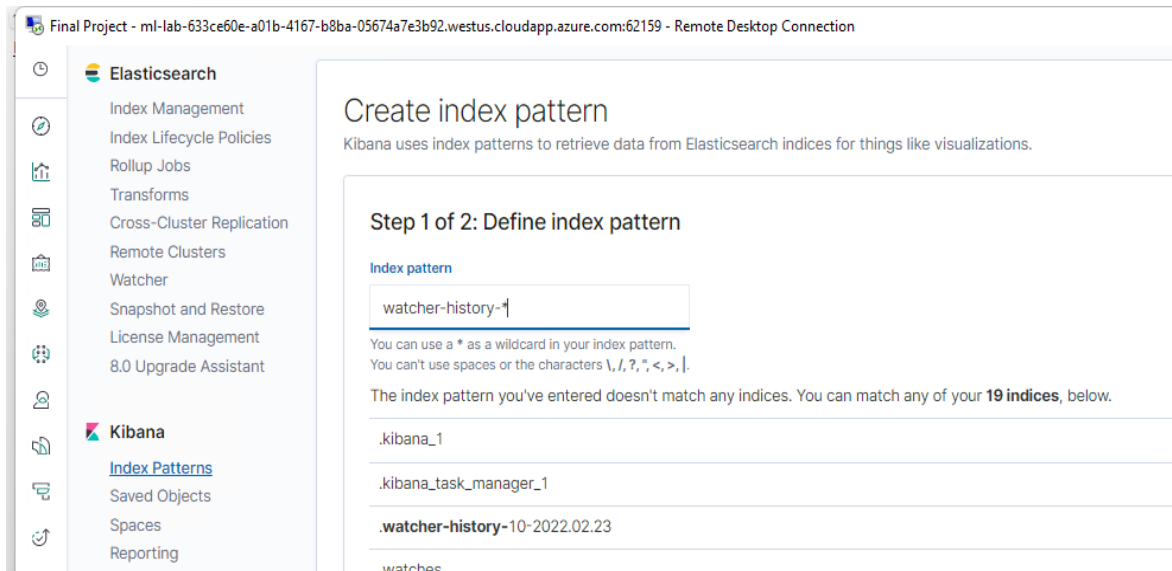 Final Project - ml-lab-633ce60e-a01b-4167-b8ba-05674a7e3b92.westus.cloudapp.azure.com:62159 - Remote Desktop Connection
Elasticsearch
Index Management
Index Lifecycle Policies
Rollup Jobs
Transforms
Cross-Cluster Replication
Remote Clusters
Watcher
Snapshot and Restore
License Management
8.0 Upgrade Assistant
Kibana
Index Patterns
Saved Objects
Spaces
Reporting
Create index pattern
Kibana uses index patterns to retrieve data from Elasticsearch indices for things like visualizations.
Step 1 of 2: Define index pattern
Index pattern
watcher-history-*
You can use a * as a wildcard in your index pattern.
You can't use spaces or the characters \, /, ?, ", <, >, |.
The index pattern you've entered doesn't match any indices. You can match any of your 19 indices, below.
.kibana_1
.kibana_task_manager_1
.watcher-history-10-2022.02.23
.watches